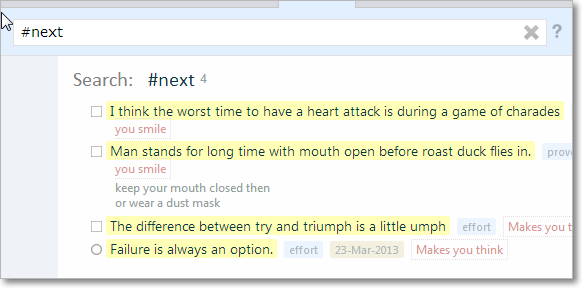 #next ?
Search: #next 4
I think the worst time to have a heart attack is during a game of charades
you smile
Man stands for long time with mouth open before roast duck flies in.
you smile
keep your mouth closed then
or wear a dust mask
The difference between try and triumph is a little umph effort Makes you
Failure is always an option. effort 23-Mar-2013 Makes you think